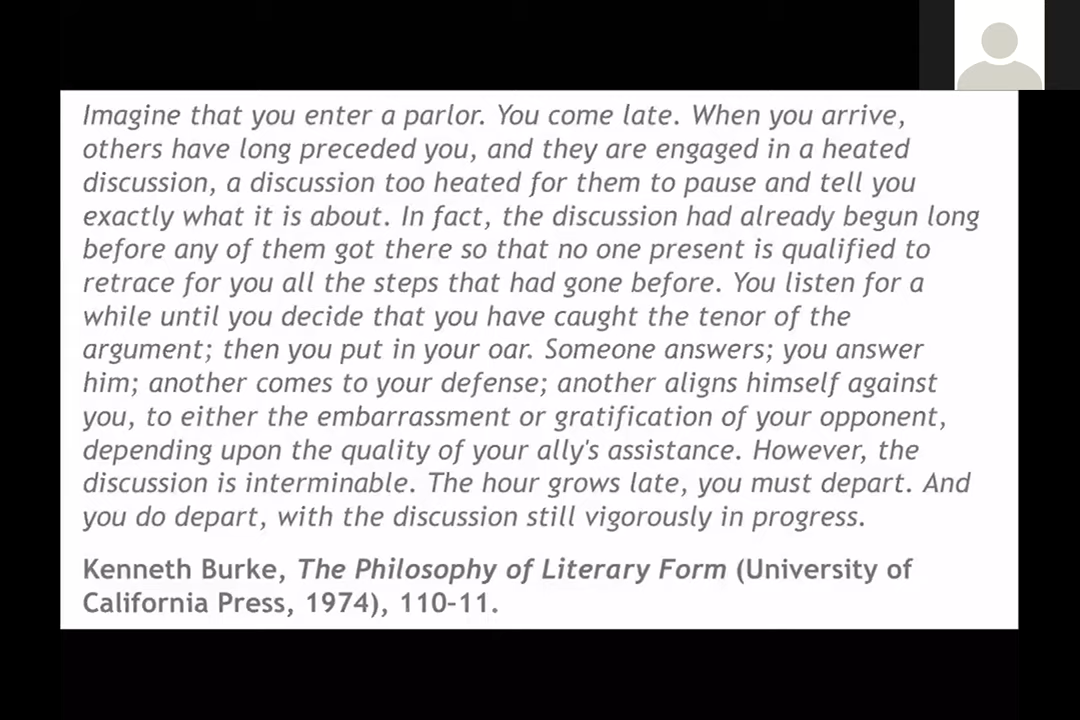 Imagine that you enter a parlor. You come late. When you arrive,
others have long preceded you, and they are engaged in a heated
discussion, a discussion too heated for them to pause and tell you
exactly what it is about. In fact, the discussion had already begun long
before any of them got there so that no one present is qualified to
retrace for you all the steps that had gone before. You listen for a
while until you decide that you have caught the tenor of the
argument; then you put in your oar. Someone answers; you answer
him; another comes to your defense; another aligns himself against
you, to either the embarrassment or gratification of your opponent,
depending upon the quality of your ally's assistance. However, the
discussion is interminable. The hour grows late, you must depart. And
you do depart, with the discussion still vigorously in progress.
Kenneth Burke, The Philosophy of Literary Form (University of
California Press, 1974), 110-11.